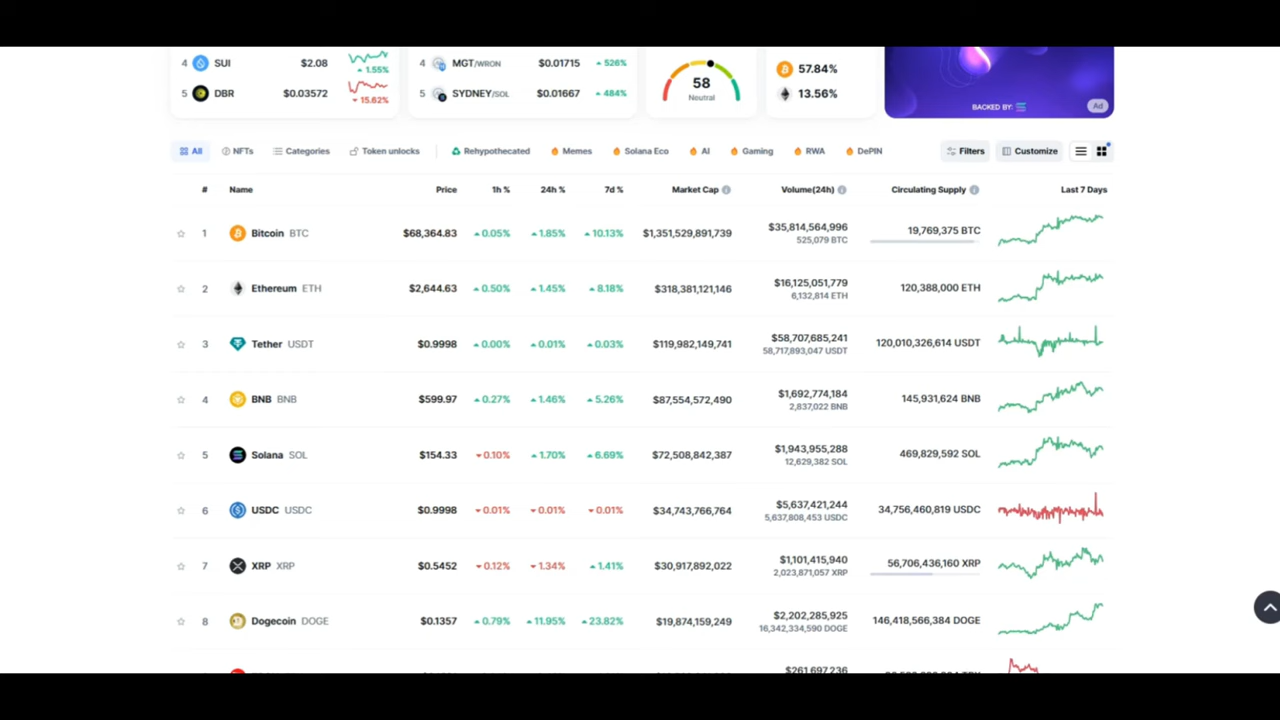 4 SUI $2.08 1.55% 4 MGT/WRON $0.01715 526% 57.84%
5 DBR $0.03572 15.62% 5 SYDNEY/SOL $0.01667 484% 58 Neutral 13.56%
BACKED BY: Ad
All NFTs Categories Token unlocks Rehypothecated Memes Solana Eco AI Gaming RWA DePIN Filters Customize
# Name Price 1h % 24h % 7d % Market Cap Volume(24h) Circulating Supply Last 7 Days
1 Bitcoin BTC $68,364.83 0.05% 1.85% 10.13% $1,351,529,891,739 $35,814,564,996 19,769,375 BTC
525,079 BTC
2 Ethereum ETH $2,644.63 0.50% 1.45% 8.18% $318,381,121,146 $16,125,051,779 120,388,000 ETH
6,132,814 ETH
3 Tether USDT $0.9998 0.00% 0.01% 0.03% $119,982,149,741 $58,707,685,241 120,010,326,614 USDT
58,717,893,047 USDT
4 BNB BNB $599.97 0.27% 1.46% 5.26% $87,554,572,490 $1,692,774,184 145,931,624 BNB
2,837,022 BNB
5 Solana SOL $154.33 0.10% 1.70% 6.69% $72,508,842,387 $1,943,955,288 469,829,592 SOL
12,629,382 SOL
6 USDC USDC $0.9998 0.01% 0.01% 0.01% $34,743,766,764 $5,637,421,244 34,756,460,819 USDC
5,637,808,453 USDC
7 XRP XRP $0.5452 0.12% 1.34% 1.41% $30,917,892,022 $1,101,415,940 56,706,436,160 XRP
2,023,871,057 XRP
8 Dogecoin DOGE $0.1357 0.79% 11.95% 23.82% $19,874,159,249 $2,202,285,925 146,418,566,384 DOGE
16,342,334,590 DOGE
$261,697,236